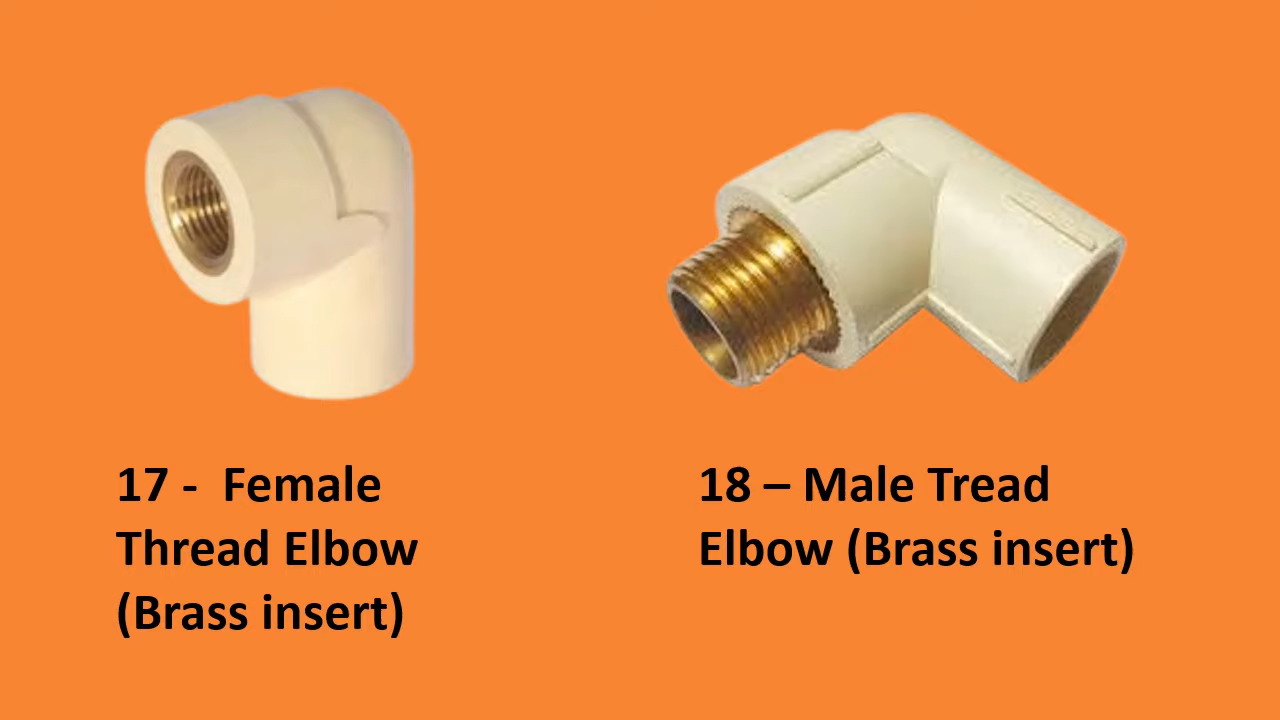 17 -  Female
Thread Elbow
(Brass insert)
18 – Male Tread
Elbow (Brass insert)